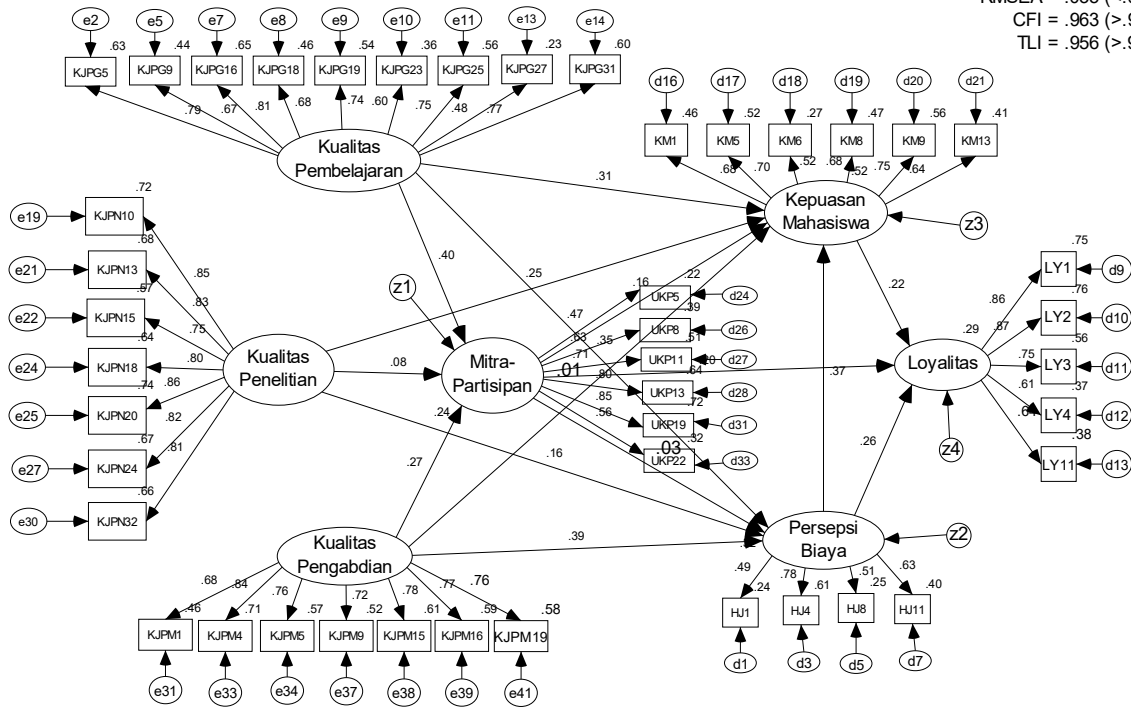 CFI = .963 (>.9
TLI = .956 (>.9
e2 e5 e7 e8 e9 e10 e11 e13 e14
.63 .44 .65 .46 .54 .36 .56 .23 .60
KJPG5 KJPG9 KJPG16 KJPG18 KJPG19 KJPG23 KJPG25 KJPG27 KJPG31
.79 .67 .81 .68 .74 .60 .75 .48 .77
Kualitas
Pembelajaran
d16 d17 d18 d19 d20 d21
.46 .52 .27 .47 .56 .41
KM1 KM5 KM6 KM8 KM9 KM13
.68 .70 .52 .68 .52 .75 .64
Kepuasan
Mahasiswa
z3
.31
.40
.25
.72
e19 KJPN10
.68
e21 KJPN13
.57
e22 KJPN15
.64
e24 KJPN18
.74
e25 KJPN20
.67
e27 KJPN24
.66
e30 KJPN32
.85
.83
.75
.80
.86
.82
.81
Kualitas
Penelitian
z1
.08
.24
.16
.27
Mitra-
Partisipan
.01
.03
.16 .22
UKP5 d24
.39
UKP8 d26
.51
UKP11 d27
.64
UKP13 d28
.72
UKP19 d31
.32
UKP22 d33
.47
.63 .35
.71
.80
.85
.56
.37
.22
.29
Loyalitas
z4
.26
.75
LY1 d9
.76
LY2 d10
.56
LY3 d11
.37
LY4 d12
.38
LY11 d13
.86
.87
.75
.61
Kualitas
Pengabdian
.39
.68 .84 .76 .72 .78 .77 .76
.46 .71 .57 .52 .61 .59 .58
KJPM1 KJPM4 KJPM5 KJPM9 KJPM15 KJPM16 KJPM19
e31 e33 e34 e37 e38 e39 e41
Persepsi
Biaya
z2
.49 .78 .51 .63
.24 .61 .25 .40
HJ1 HJ4 HJ8 HJ11
d1 d3 d5 d7